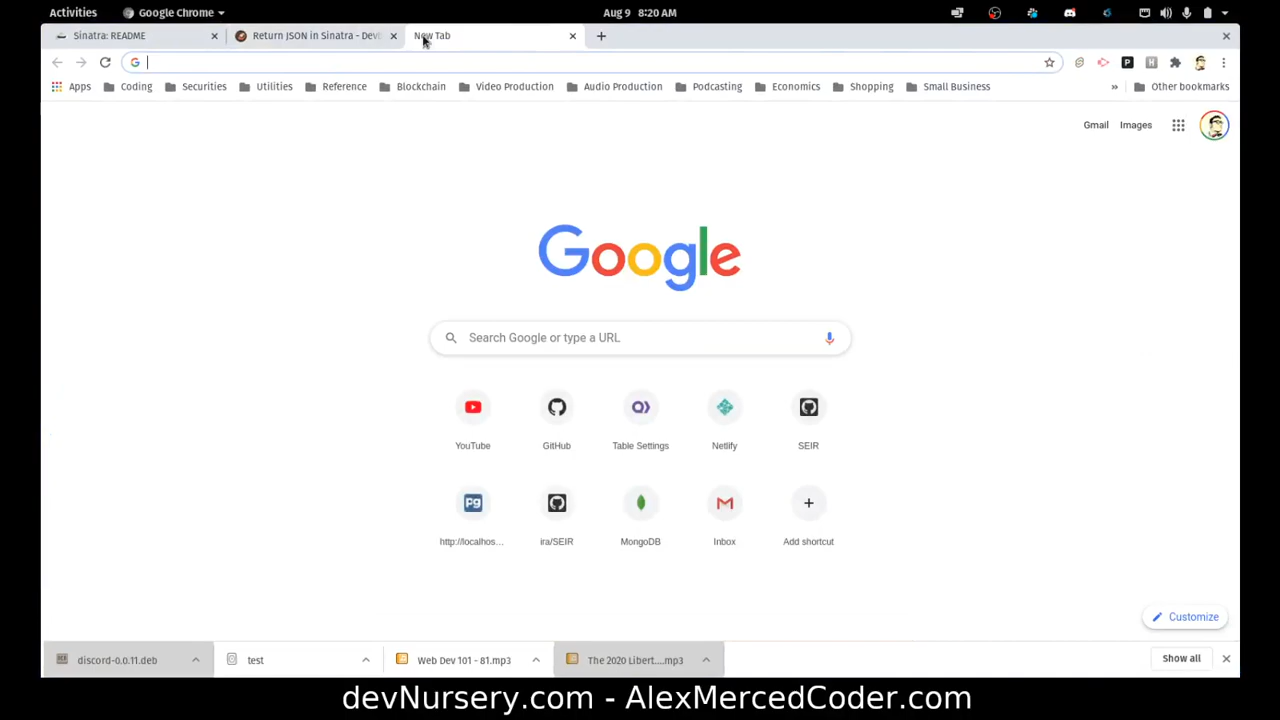 Activities Google Chrome Aug 9 8:20 AM
Sinatra: README Return JSON in Sinatra - Dev New Tab
Apps Coding Securities Utilities Reference Blockchain Video Production Audio Production Podcasting Economics Shopping Small Business » Other bookmarks
Gmail Images
Google
Search Google or type a URL
YouTube GitHub Table Settings Netlify SEIR
http://localhos... ira/SEIR MongoDB Inbox Add shortcut
Customize
discord-0.0.11.deb test Web Dev 101 - 81.mp3 The 2020 Libert....mp3 Show all
devNursery.com - AlexMercedCoder.com